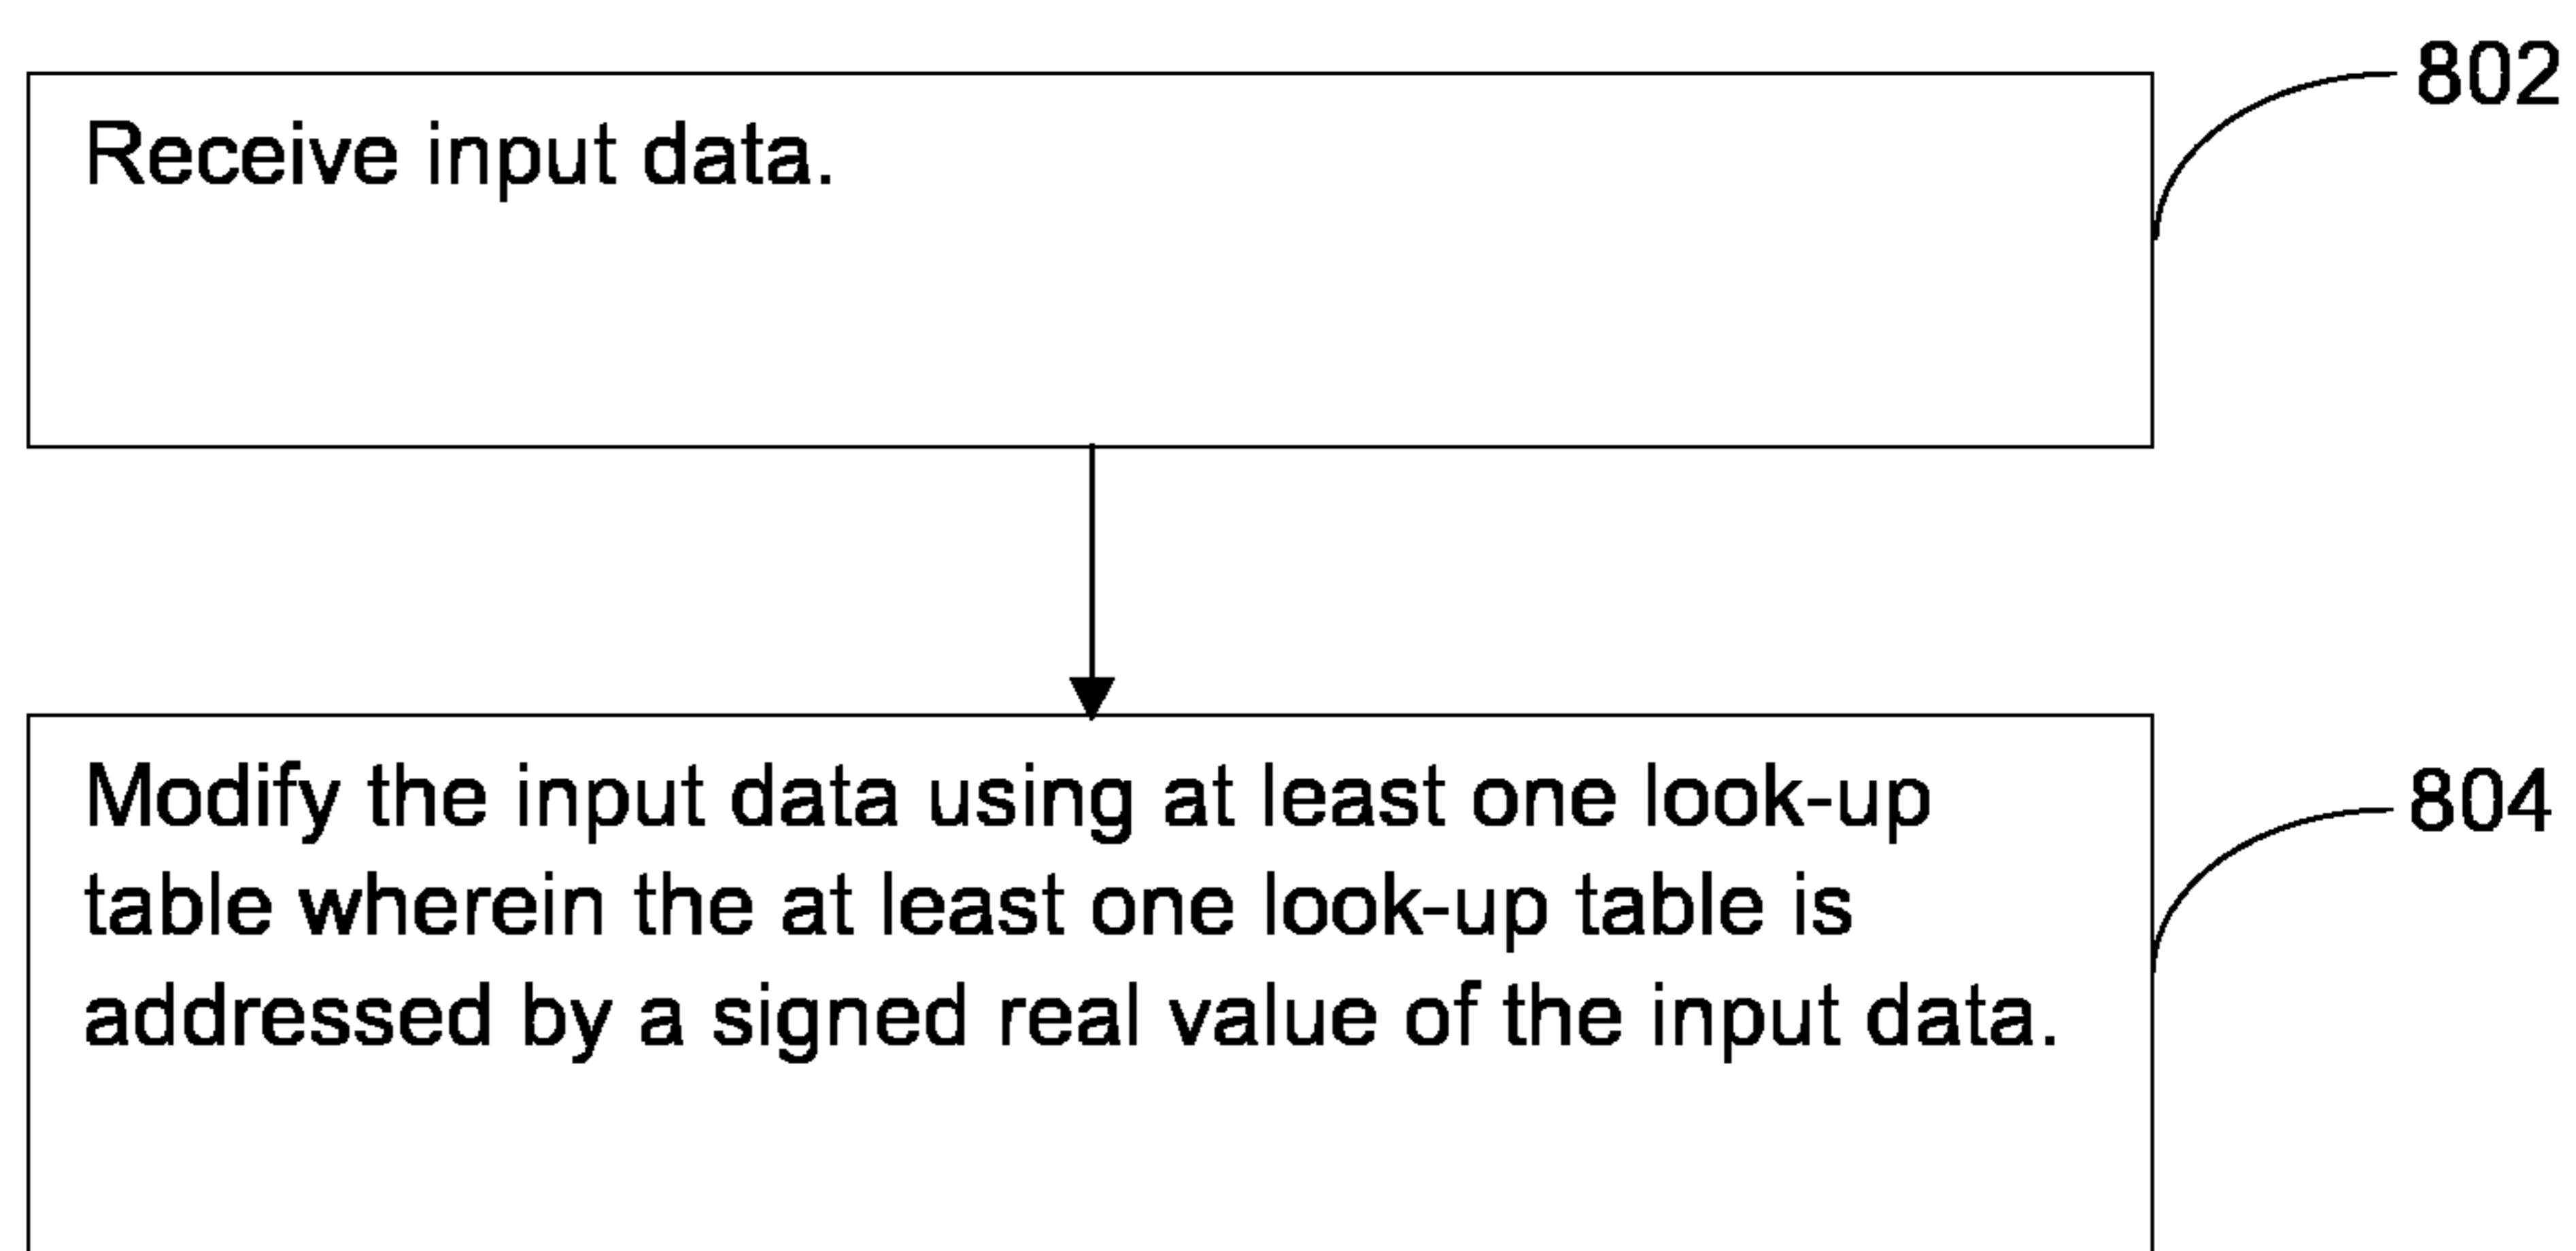 802
Receive input data.
Modify the input data using at least one look-up
804
table wherein the at least one look-up table is
addressed by a signed real value of the input data.